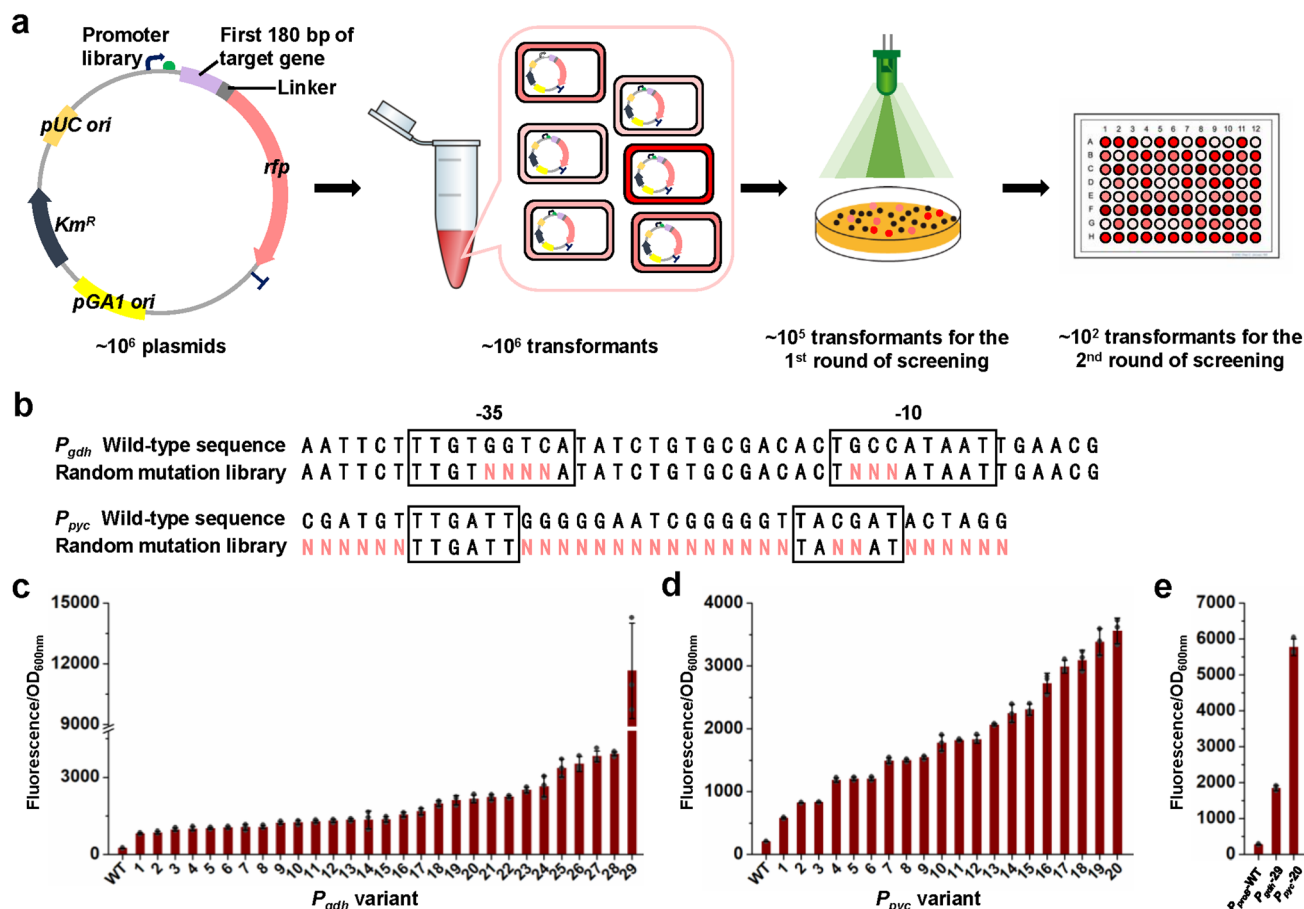 a
Promoter library
First 180 bp of target gene
Linker
pUC ori
rfp
KmR
pGA1 ori
~10⁶ plasmids
~10⁶ transformants
~10⁵ transformants for the 1st round of screening
~10² transformants for the 2nd round of screening
1 2 3 4 5 6 7 8 9 10 11 12
A
B
C
D
E
F
G
H
b
-35 -10
Pgdh Wild-type sequence AATTCTTTGTGGTCATATCTGTGCGACACTGCCATAATTGAACG
Random mutation library AATTCTTTGTNNNNATATCTGTGCGACACTNNNATAATTGAACG
Ppyc Wild-type sequence CGATGTTTGATTGGGGGAATCGGGGGTTACGATACTAGG
Random mutation library NNNNNNTTGATTNNNNNNNNNNNNNNNTANNATNNNNNN
c
Fluorescence/OD600nm
15000
12000
9000
3000
0
WT 1 2 3 4 5 6 7 8 9 10 11 12 13 14 15 16 17 18 19 20 21 22 23 24 25 26 27 28 29
Pgdh variant
d
Fluorescence/OD600nm
4000
3000
2000
1000
0
WT 1 2 3 4 5 6 7 8 9 10 11 12 13 14 15 16 17 18 19 20
Ppyc variant
e
Fluorescence/OD600nm
7000
6000
5000
4000
3000
2000
1000
0
PproB-WT
Pgdh-29
Ppyc-20